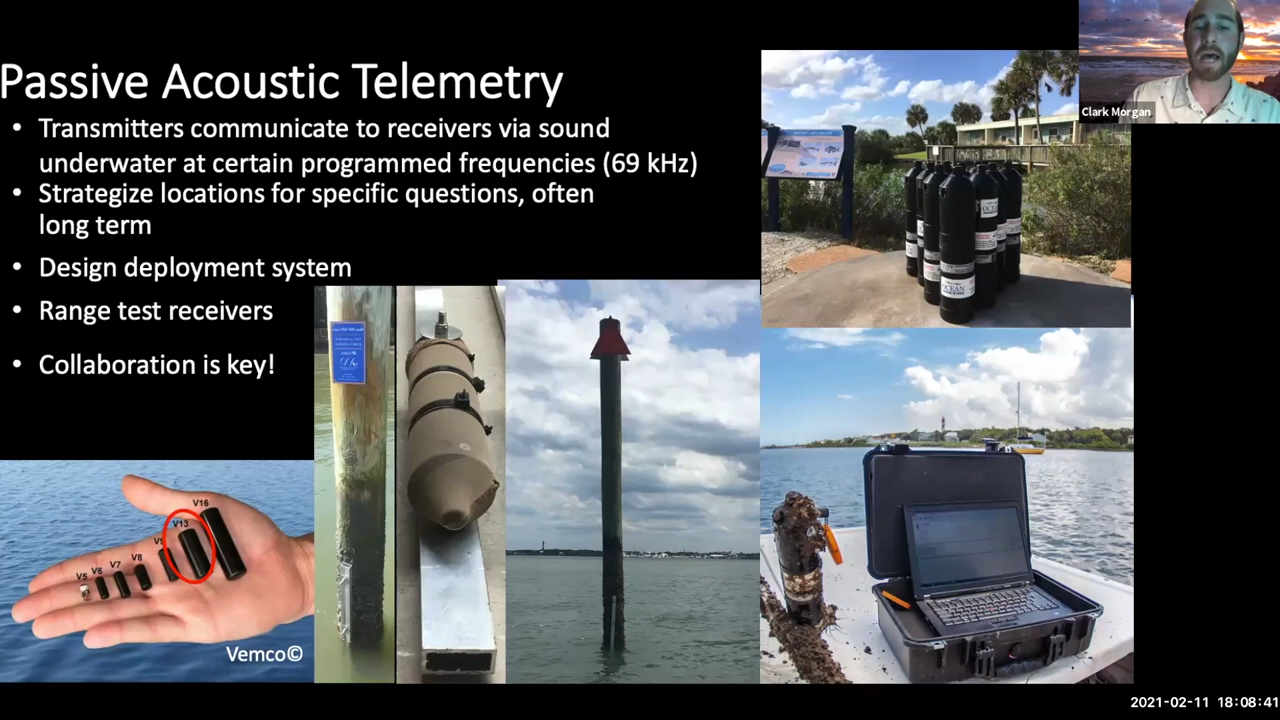 Passive Acoustic Telemetry
• Transmitters communicate to receivers via sound
underwater at certain programmed frequencies (69 kHz)
• Strategize locations for specific questions, often
long term
• Design deployment system
• Range test receivers
• Collaboration is key!
Clark Morgan
OCEAN
V16
V13
V8
V7
V6
V5
Vemco©
2021-02-11 18:08:41